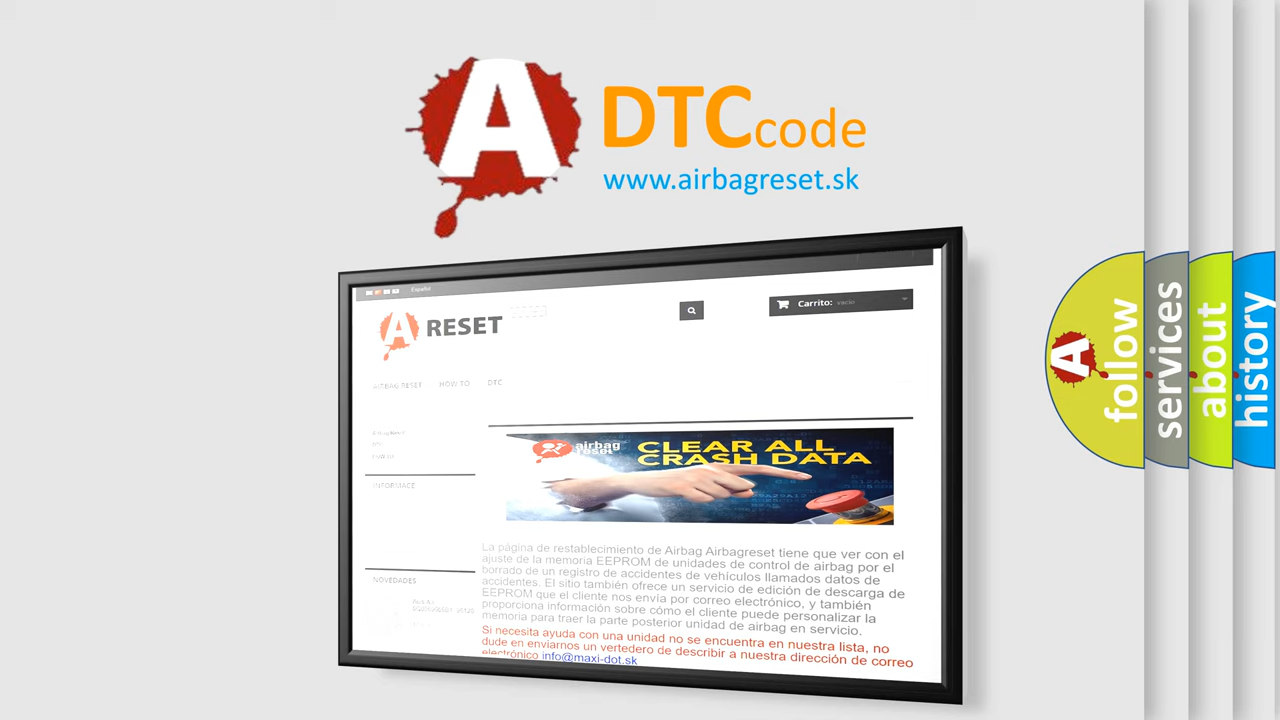 A
DTC code
www.airbagreset.sk
Español
A RESET
Carrito: vacío
AIRBAG RESET HOW TO DTC
INFORMACE
NOVEDADES
airbag
reset
CLEAR ALL
CRASH DATA
La página de restablecimiento de Airbag Airbagreset tiene que ver con el
ajuste de la memoria EEPROM de unidades de control de airbag por el
borrado de un registro de accidentes de vehículos llamados datos de
accidentes. El sitio también ofrece un servicio de edición de descarga de
EEPROM que el cliente nos envía por correo electrónico, y también
proporciona información sobre cómo el cliente puede personalizar la
memoria para traer la parte posterior unidad de airbag en servicio.
Si necesita ayuda con una unidad no se encuentra en nuestra lista, no
dude en enviarnos un vertedero de describir a nuestra dirección de correo
electrónico info@maxi-dot.sk
A
follow
services
about
history